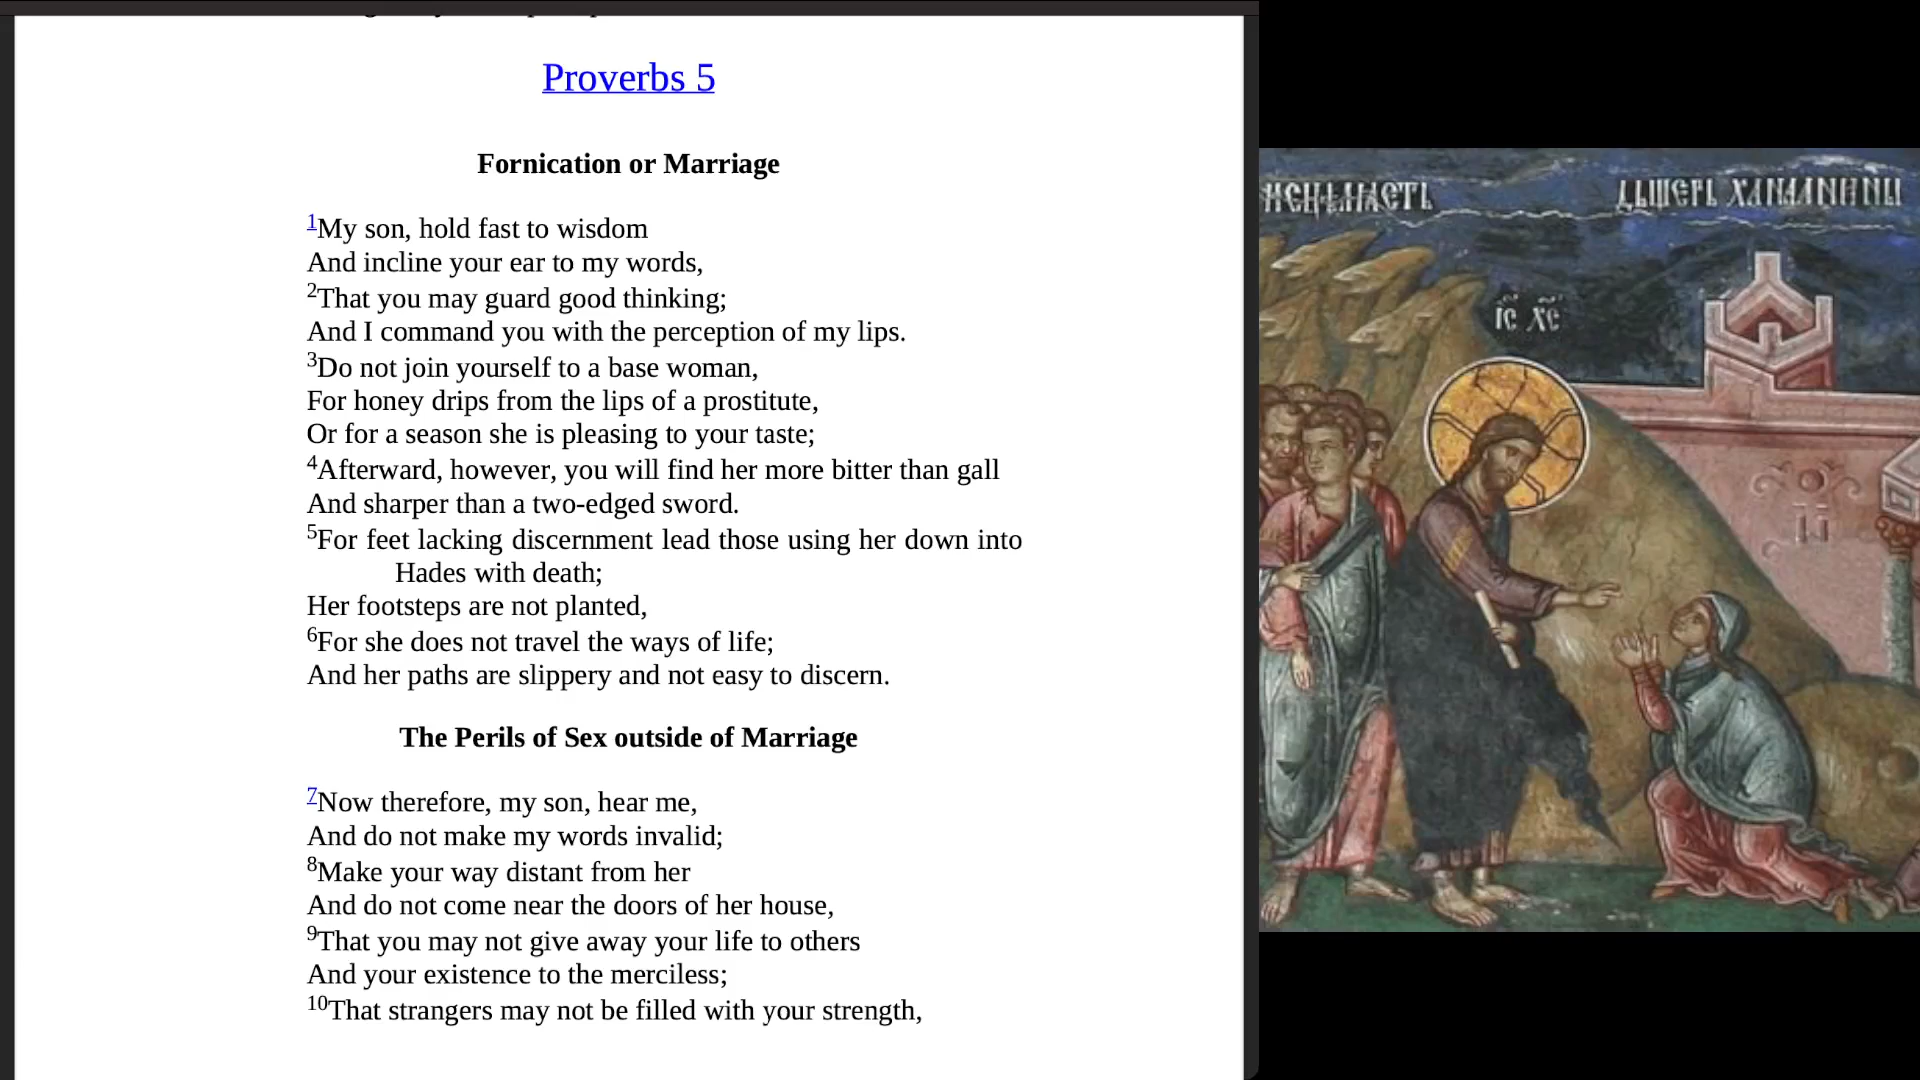 Proverbs 5
Fornication or Marriage
1My son, hold fast to wisdom
And incline your ear to my words,
2That you may guard good thinking;
And I command you with the perception of my lips.
3Do not join yourself to a base woman,
For honey drips from the lips of a prostitute,
Or for a season she is pleasing to your taste;
4Afterward, however, you will find her more bitter than gall
And sharper than a two-edged sword.
5For feet lacking discernment lead those using her down into
Hades with death;
Her footsteps are not planted,
6For she does not travel the ways of life;
And her paths are slippery and not easy to discern.
The Perils of Sex outside of Marriage
7Now therefore, my son, hear me,
And do not make my words invalid;
8Make your way distant from her
And do not come near the doors of her house,
9That you may not give away your life to others
And your existence to the merciless;
10That strangers may not be filled with your strength,
ІС ХС